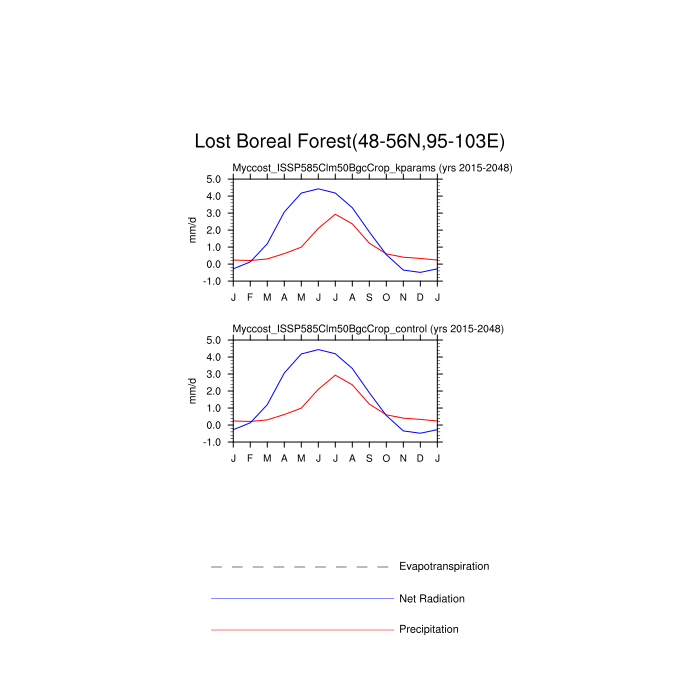 Lost Boreal Forest(48-56N,95-103E)
Myccost_ISSP585Clm50BgcCrop_kparams (yrs 2015-2048)
5.0
4.0
3.0
2.0
1.0
0.0
-1.0
mm/d
J F M A M J J A S O N D J
Myccost_ISSP585Clm50BgcCrop_control (yrs 2015-2048)
5.0
4.0
3.0
2.0
1.0
0.0
-1.0
mm/d
J F M A M J J A S O N D J
Evapotranspiration
Net Radiation
Precipitation